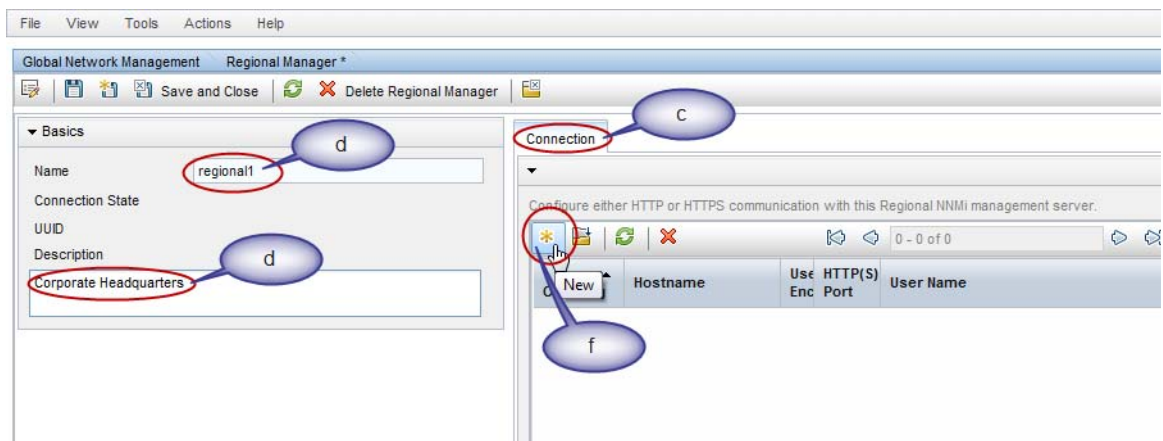 File View Tools Actions Help
Global Network Management Regional Manager *
Save and Close Delete Regional Manager
Basics
d
Name regional1
Connection State
UUID
Description
d
Corporate Headquarters
c
Connection
Configure either HTTP or HTTPS communication with this Regional NNMi management server.
0 - 0 of 0
New
Hostname
Use
Enc
HTTP(S)
Port
User Name
f